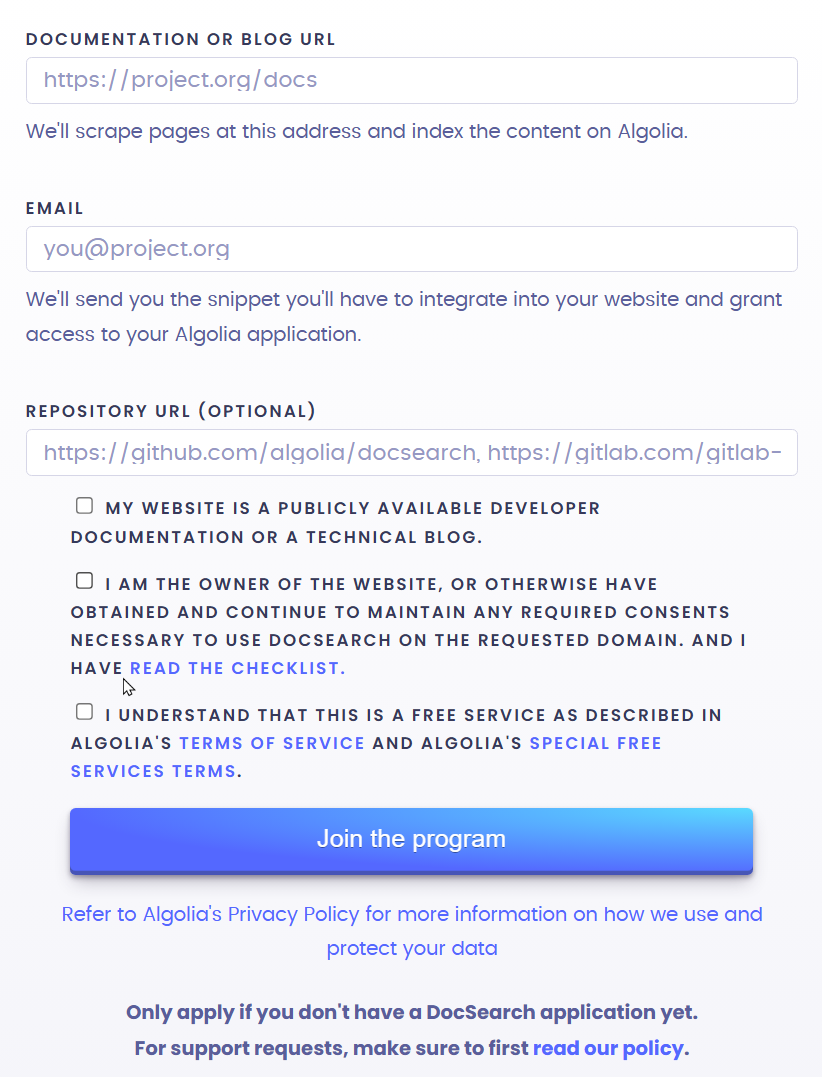 DOCUMENTATION OR BLOG URL
https://project.org/docs
We'll scrape pages at this address and index the content on Algolia.
EMAIL
you@project.org
We'll send you the snippet you'll have to integrate into your website and grant
access to your Algolia application.
REPOSITORY URL (OPTIONAL)
https://github.com/algolia/docsearch, https://gitlab.com/gitlab-
MY WEBSITE IS A PUBLICLY AVAILABLE DEVELOPER
DOCUMENTATION OR A TECHNICAL BLOG.
I AM THE OWNER OF THE WEBSITE, OR OTHERWISE HAVE
OBTAINED AND CONTINUE TO MAINTAIN ANY REQUIRED CONSENTS
NECESSARY TO USE DOCSEARCH ON THE REQUESTED DOMAIN. AND I
HAVE READ THE CHECKLIST.
I UNDERSTAND THAT THIS IS A FREE SERVICE AS DESCRIBED IN
ALGOLIA'S TERMS OF SERVICE AND ALGOLIA'S SPECIAL FREE
SERVICES TERMS.
Join the program
Refer to Algolia's Privacy Policy for more information on how we use and
protect your data
Only apply if you don't have a DocSearch application yet.
For support requests, make sure to first read our policy.